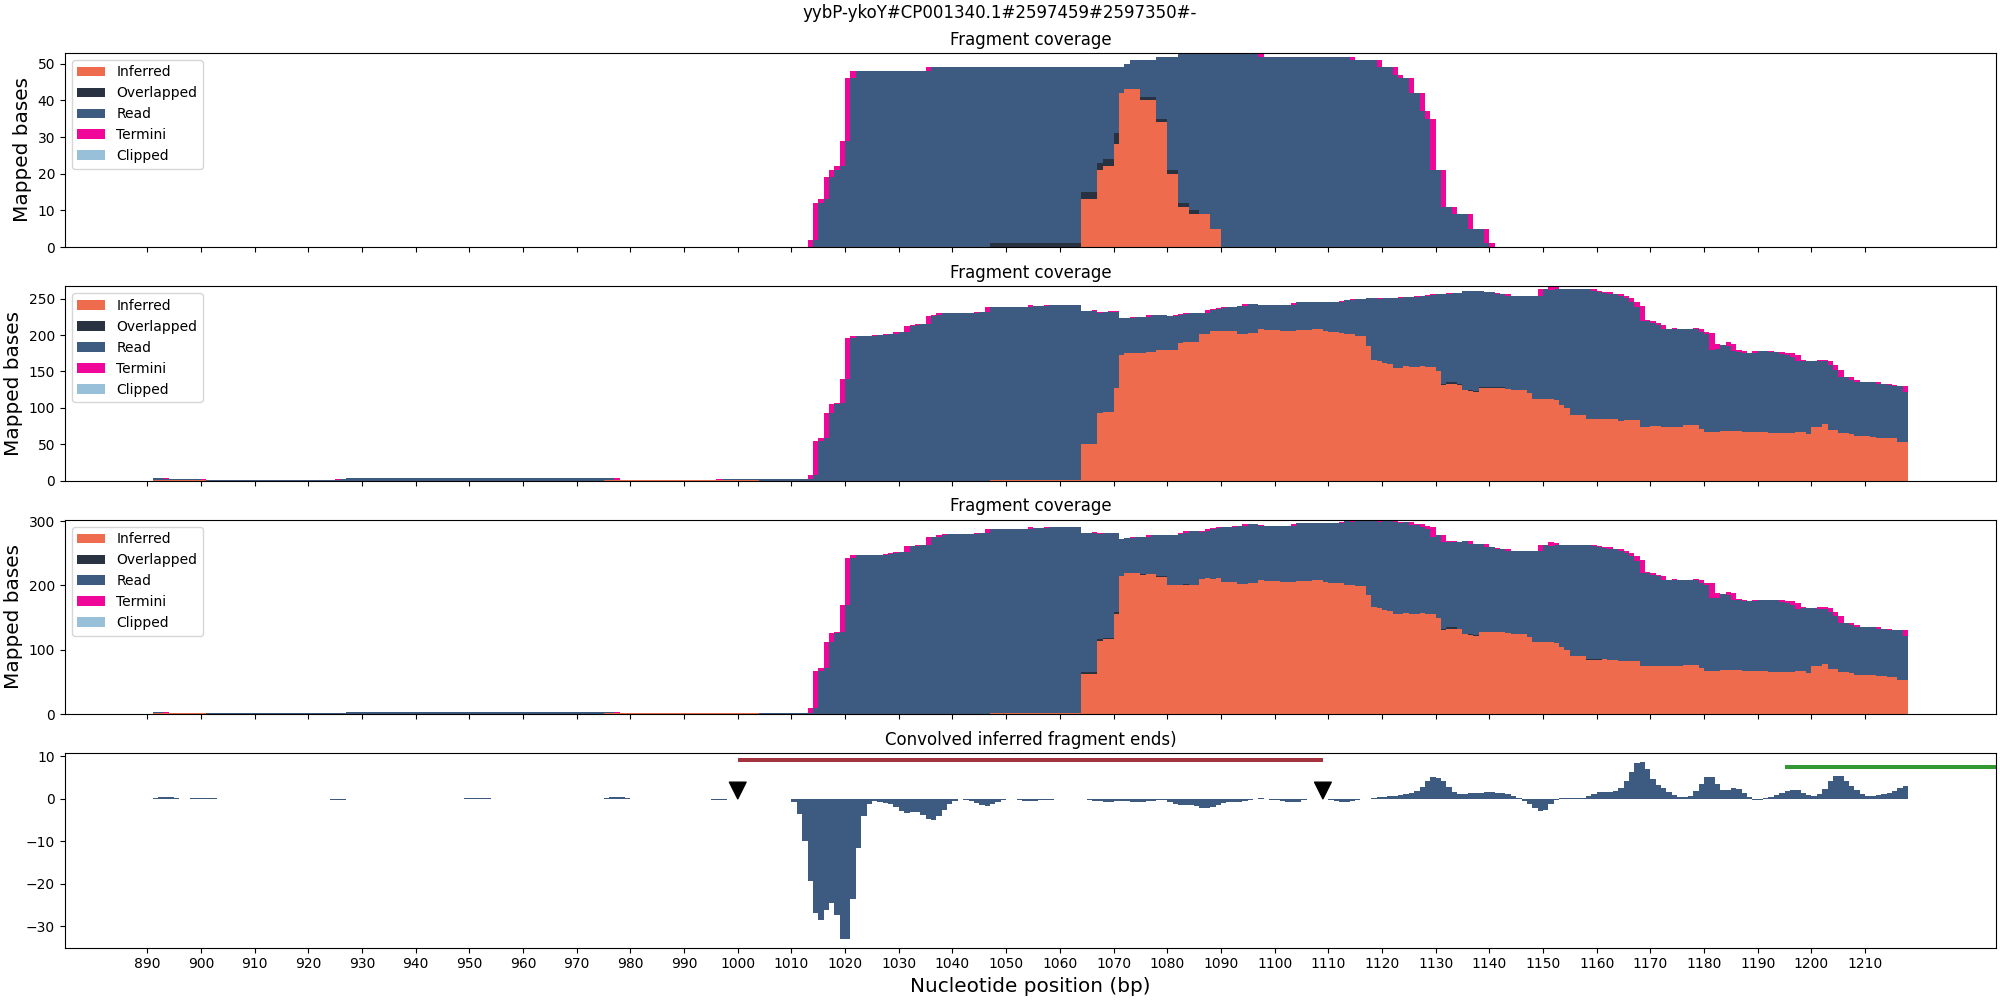 yybP-ykoY#CP001340.1#2597459#2597350#-
Fragment coverage
Mapped bases
50
40
30
20
10
0
Inferred
Overlapped
Read
Termini
Clipped
Fragment coverage
Mapped bases
250
200
150
100
50
0
Inferred
Overlapped
Read
Termini
Clipped
Fragment coverage
Mapped bases
300
200
100
0
Inferred
Overlapped
Read
Termini
Clipped
Convolved inferred fragment ends)
10
0
−10
−20
−30
890 900 910 920 930 940 950 960 970 980 990 1000 1010 1020 1030 1040 1050 1060 1070 1080 1090 1100 1110 1120 1130 1140 1150 1160 1170 1180 1190 1200 1210
Nucleotide position (bp)